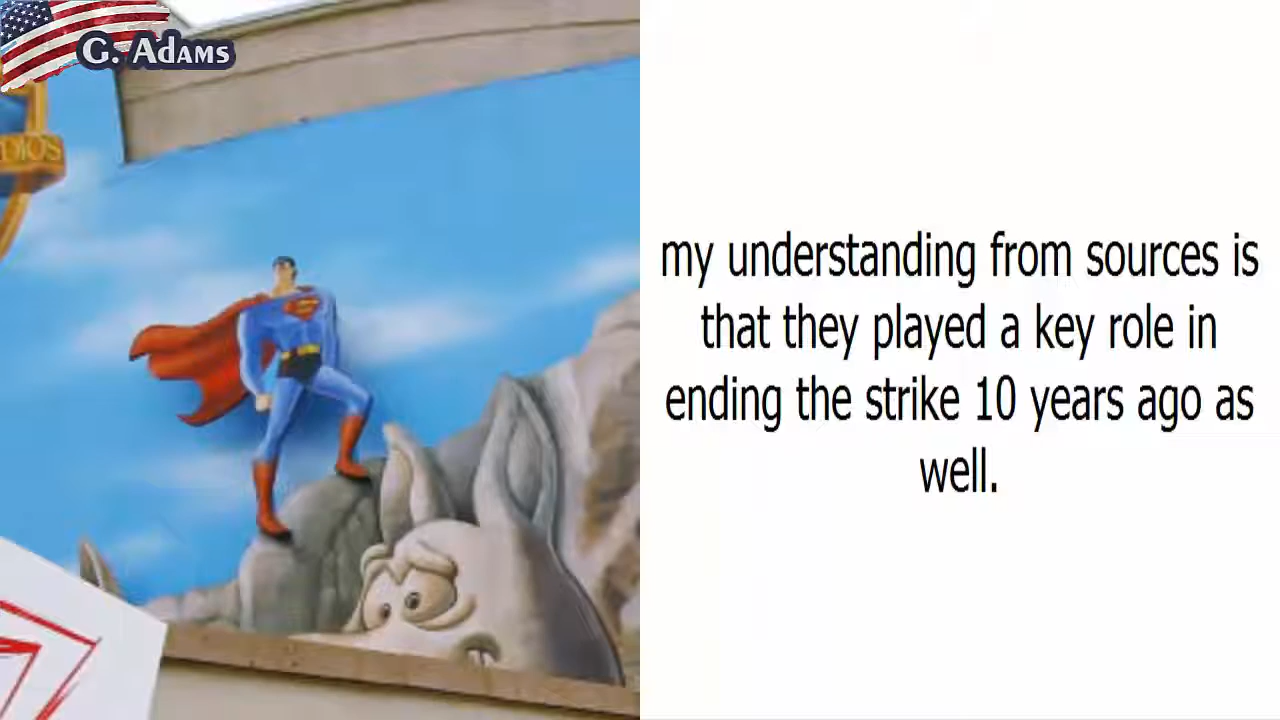 G. Adams
DIOS
my understanding from sources is
that they played a key role in
ending the strike 10 years ago as
well.